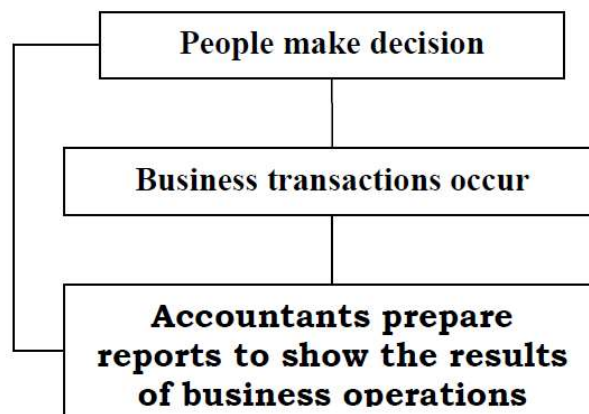 People make decision
Business transactions occur
Accountants prepare
reports to show the results
of business operations